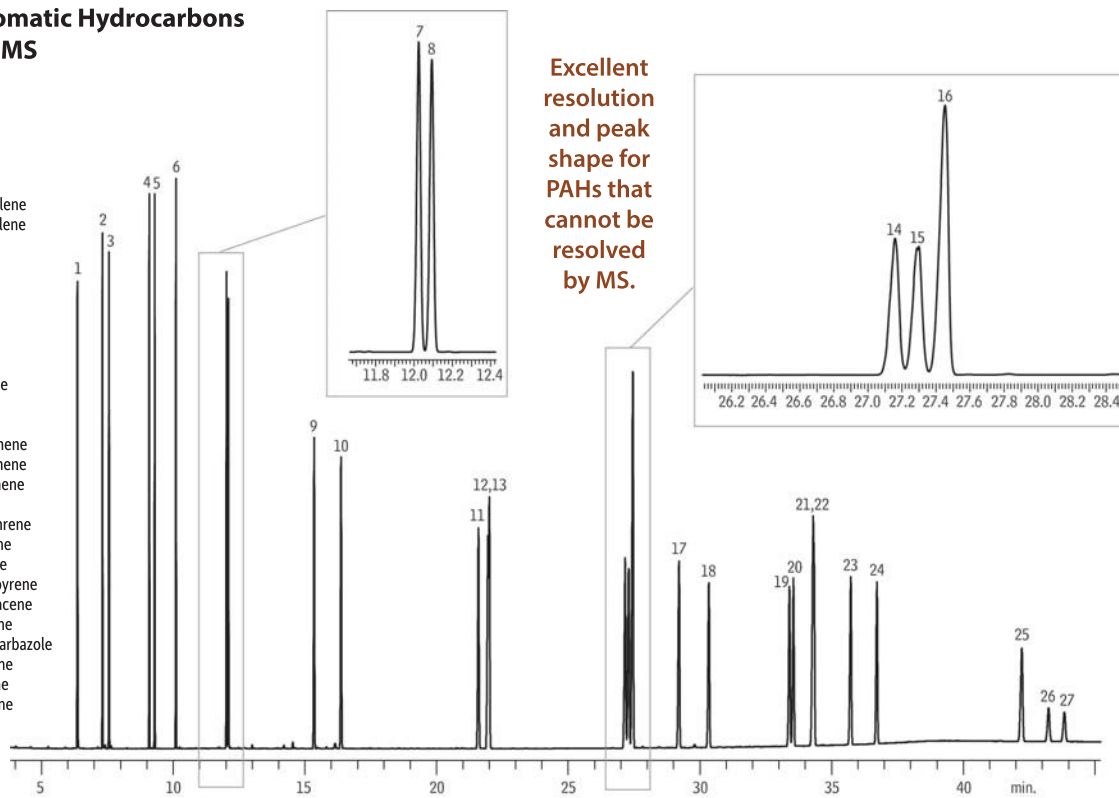 omatic Hydrocarbons
MS
lene
lene
e
nene
nene
nene
nrene
ne
e
pyrene
acene
ne
arbazole
ne
ne
ne
Excellent
resolution
and peak
shape for
PAHs that
cannot be
resolved
by MS.
1
2
3
4 5
6
7
8
11.8 12.0 12.2 12.4
9
10
11
12,13
14
15
16
26.2 26.4 26.6 26.8 27.0 27.2 27.4 27.6 27.8 28.0 28.2 28.4
17
18
19
20
21,22
23
24
25
26
27
5 10 15 20 25 30 35 40 min.